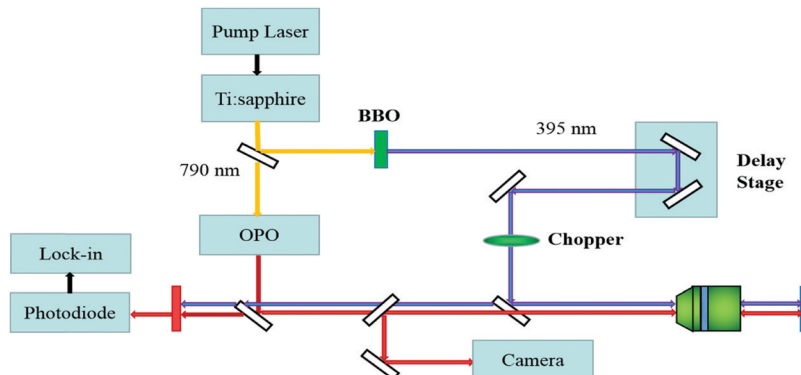 Pump Laser
Ti:sapphire
BBO
395 nm
790 nm
Delay
Stage
OPO
Chopper
Lock-in
Photodiode
Camera